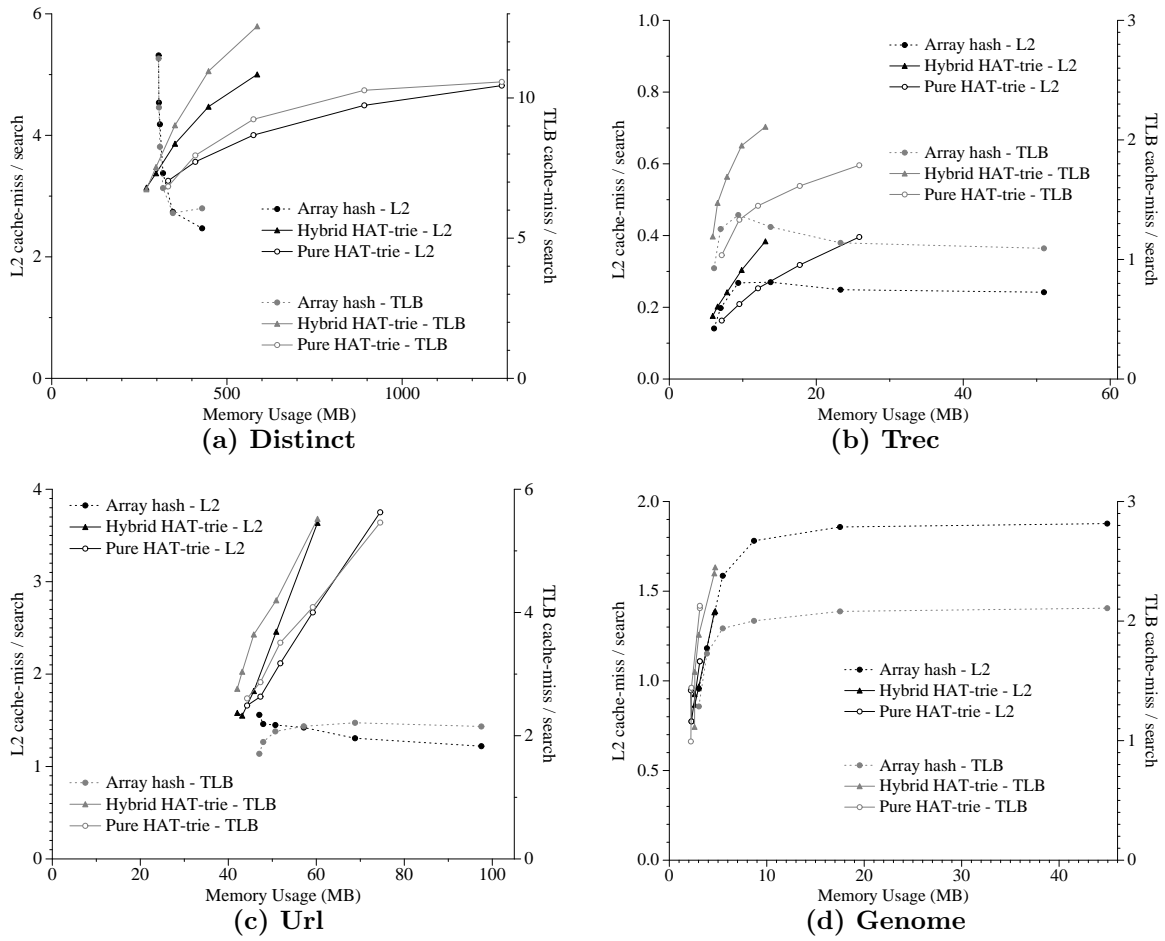 6
4
2
0
L2 cache-miss / search
10
5
0
TLB cache-miss / search
Array hash - L2
Hybrid HAT-trie - L2
Pure HAT-trie - L2
Array hash - TLB
Hybrid HAT-trie - TLB
Pure HAT-trie - TLB
0 500 1000
Memory Usage (MB)
(a) Distinct
1.0
0.8
0.6
0.4
0.2
0.0
L2 cache-miss / search
3
2
1
0
TLB cache-miss / search
Array hash - L2
Hybrid HAT-trie - L2
Pure HAT-trie - L2
Array hash - TLB
Hybrid HAT-trie - TLB
Pure HAT-trie - TLB
0 20 40 60
Memory Usage (MB)
(b) Trec
4
3
2
1
0
L2 cache-miss / search
6
4
2
0
TLB cache-miss / search
Array hash - L2
Hybrid HAT-trie - L2
Pure HAT-trie - L2
Array hash - TLB
Hybrid HAT-trie - TLB
Pure HAT-trie - TLB
0 20 40 60 80 100
Memory Usage (MB)
(c) Url
2.0
1.5
1.0
0.5
0.0
L2 cache-miss / search
3
2
1
0
TLB cache-miss / search
Array hash - L2
Hybrid HAT-trie - L2
Pure HAT-trie - L2
Array hash - TLB
Hybrid HAT-trie - TLB
Pure HAT-trie - TLB
0 10 20 30 40
Memory Usage (MB)
(d) Genome